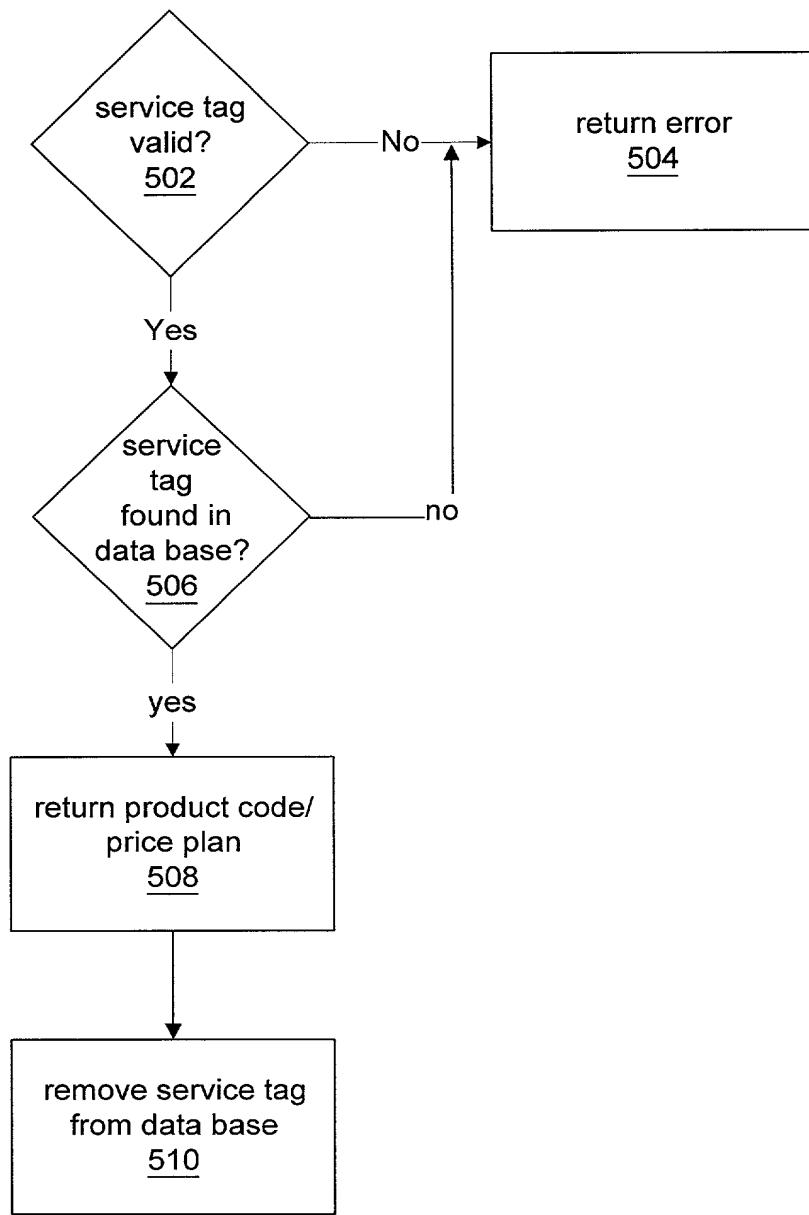 service tag
valid?
502
No
return error
504
Yes
service
tag
found in
data base?
506
no
yes
return product code/
price plan
508
remove service tag
from data base
510